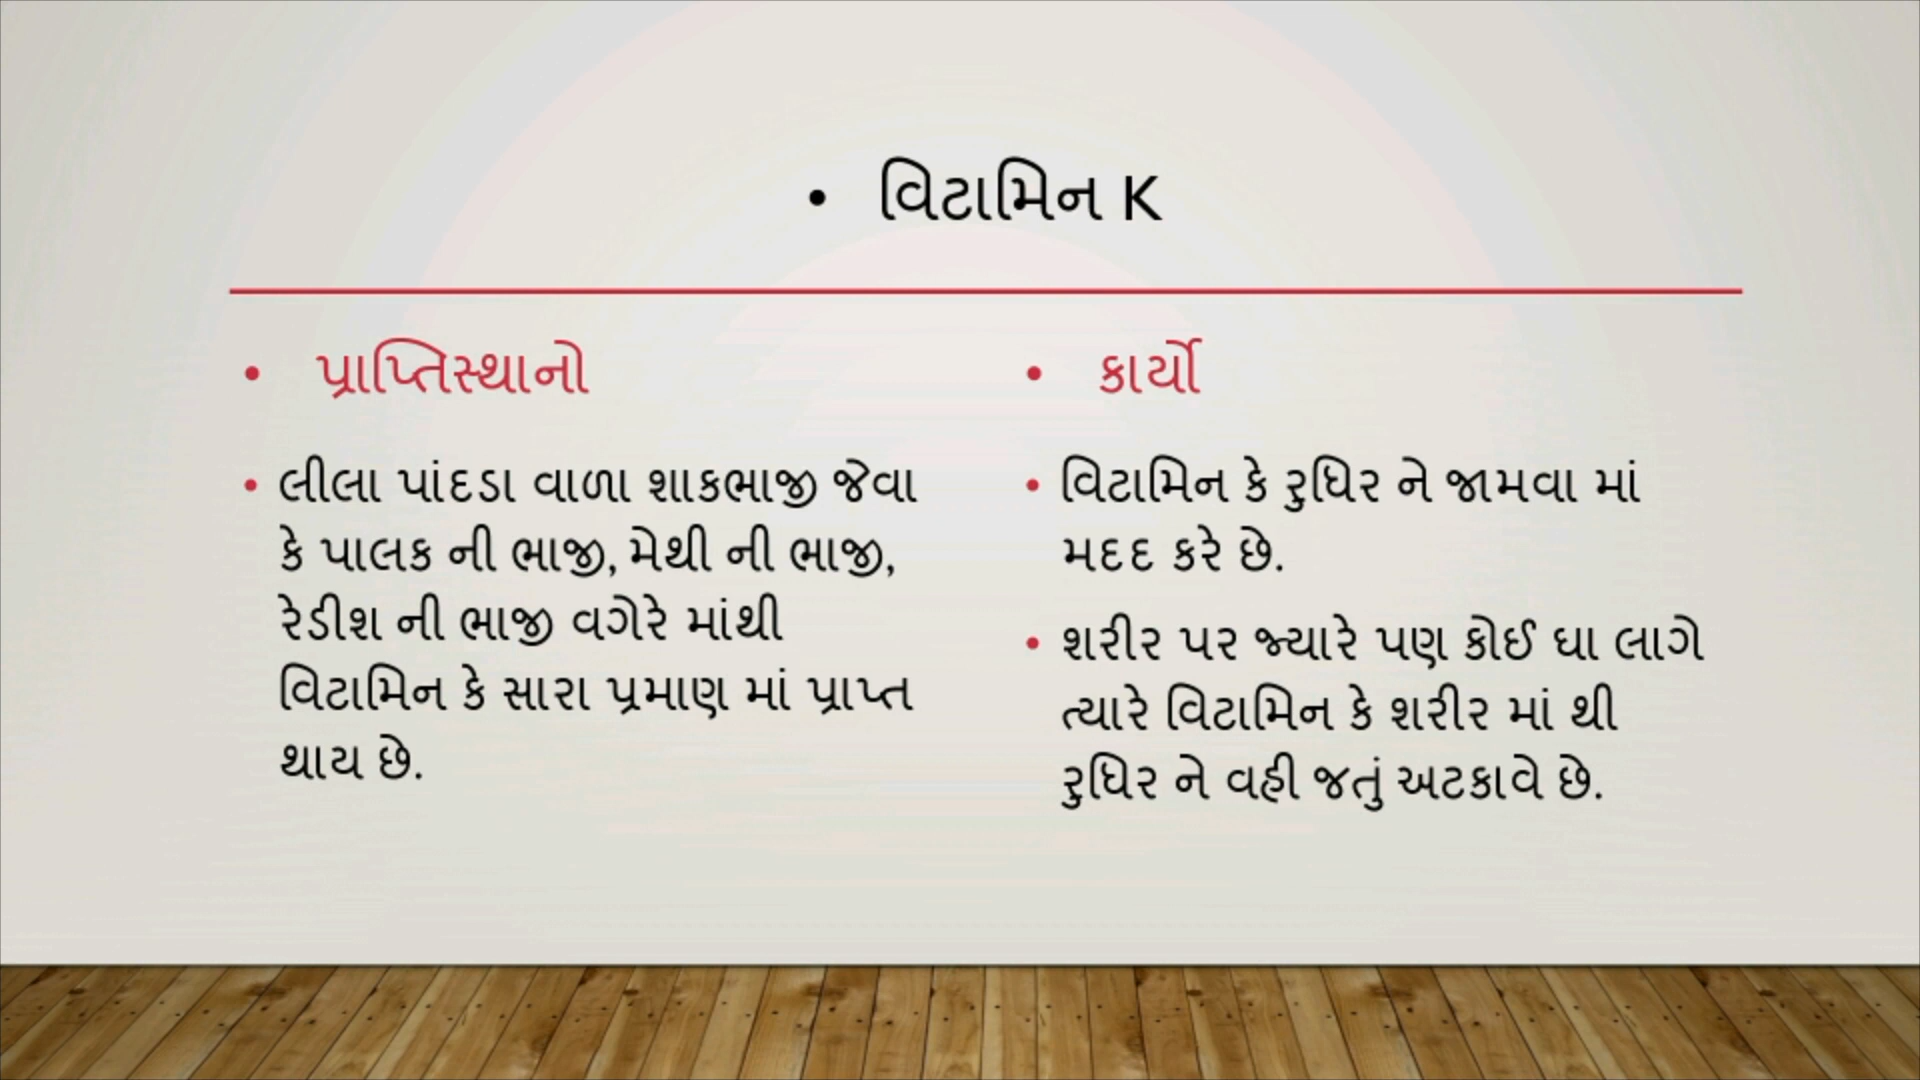 • વિટામિન K
• પ્રાપ્તિસ્થાનો
• લીલા પાંદડા વાળા શાકભાજી જેવા
કે પાલક ની ભાજી, મેથી ની ભાજી,
રેડીશ ની ભાજી વગેરે માંથી
વિટામિન કે સારા પ્રમાણ માં પ્રાપ્ત
થાય છે.
• કાર્યો
• વિટામિન કે રુધિર ને જામવા માં
મદદ કરે છે.
• શરીર પર જ્યારે પણ કોઈ ઘા લાગે
ત્યારે વિટામિન કે શરીર માં થી
રુધિર ને વહી જતું અટકાવે છે.